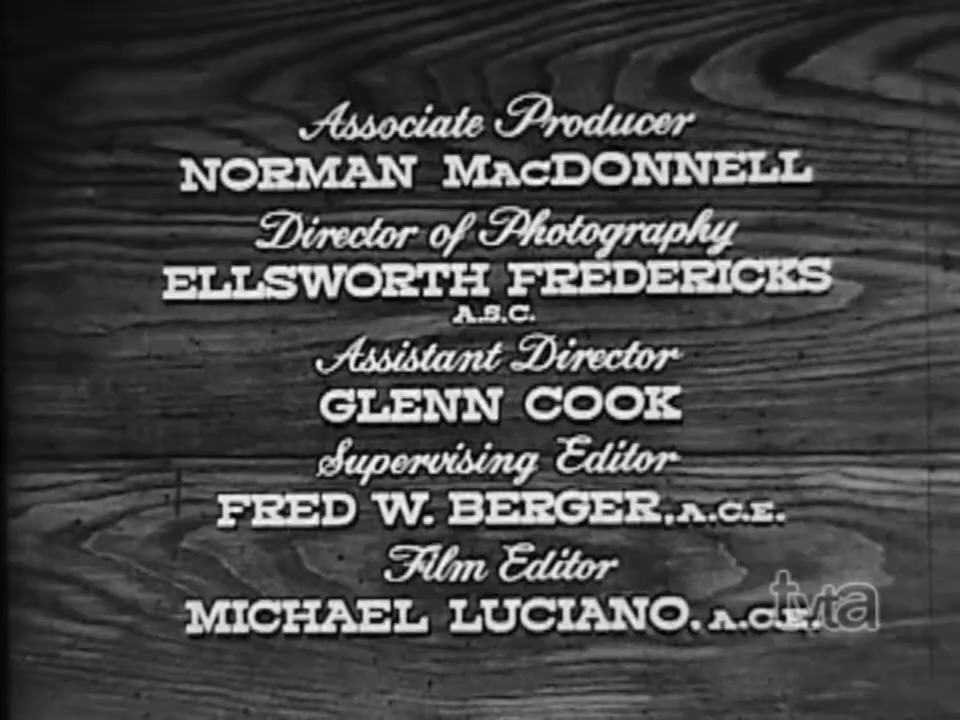 Associate Producer
NORMAN MacDONNELL
Director of Photography
ELLSWORTH FREDERICKS
A.S.C.
Assistant Director
GLENN COOK
Supervising Editor
FRED W. BERGER, A.C.E.
Film Editor
MICHAEL LUCIANO, A.C.E.
tvta